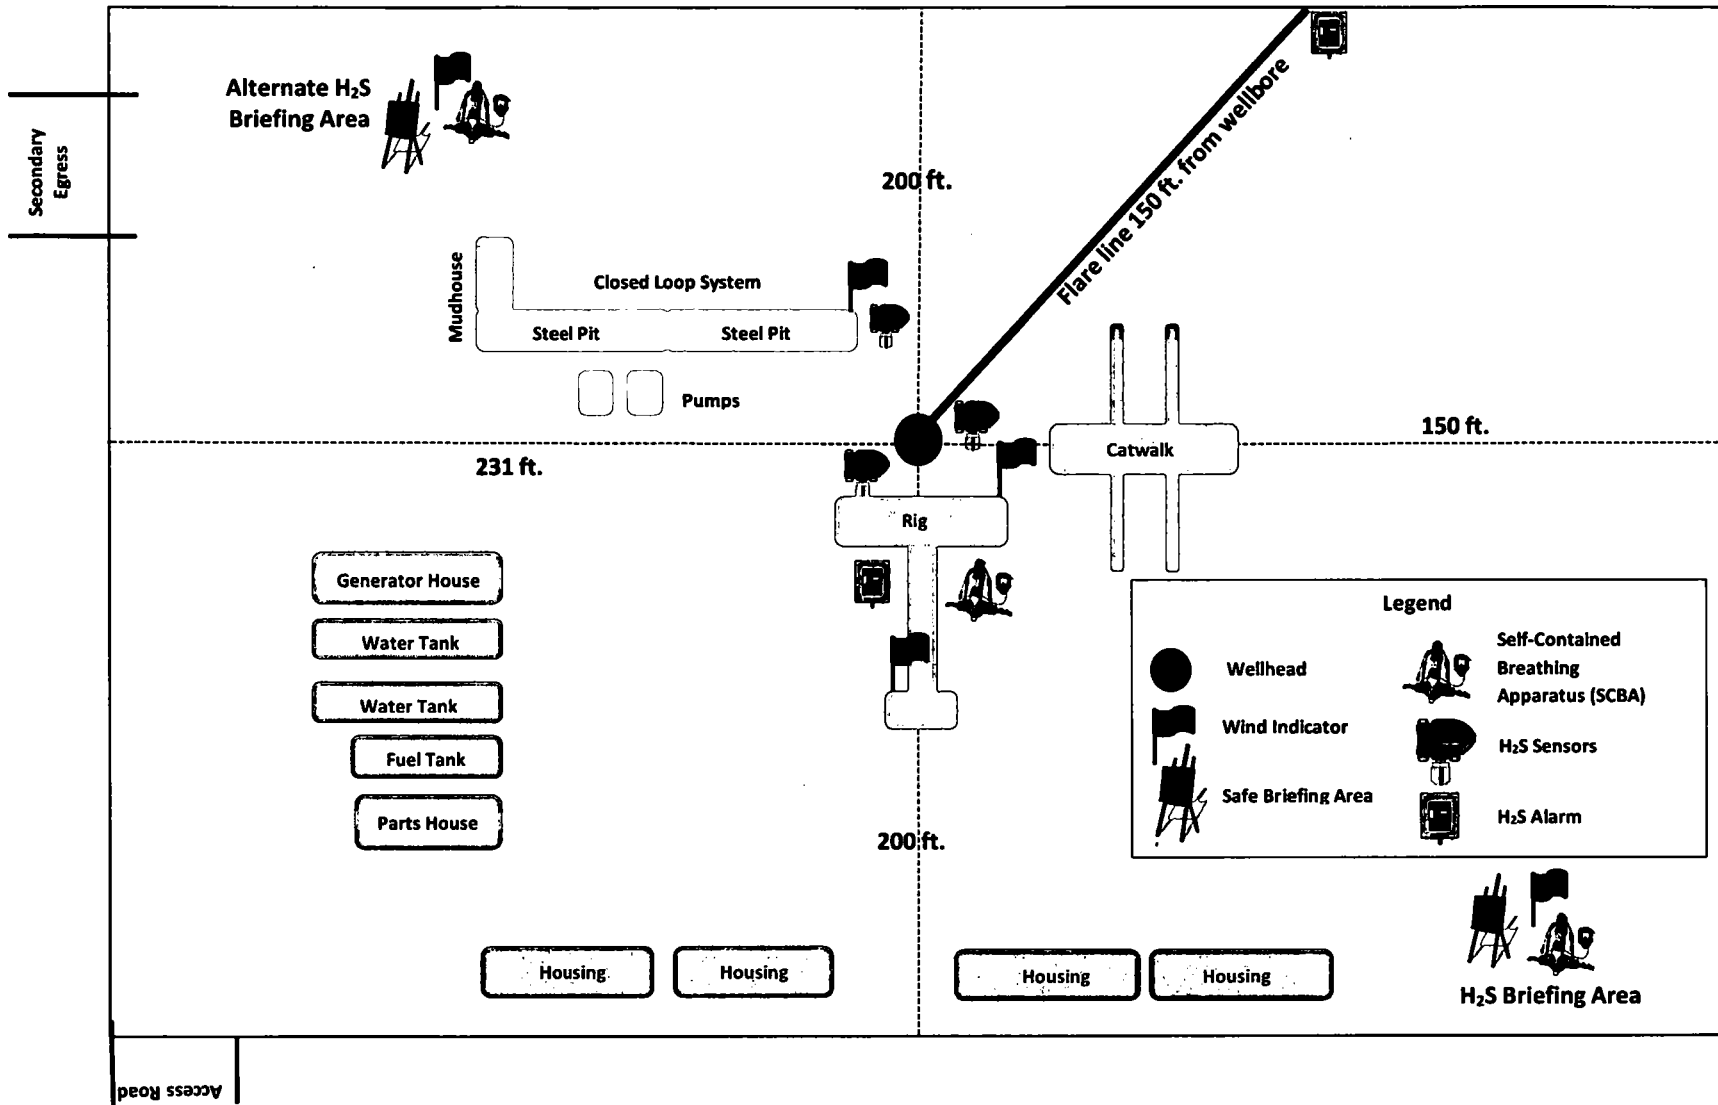 Alternate H₂S
Briefing Area
Secondary
Egress
200 ft.
Flare line 150 ft. from wellbore
Mudhouse
Closed Loop System
Steel Pit
Steel Pit
Pumps
150 ft.
231 ft.
Catwalk
Rig
Generator House
Water Tank
Water Tank
Fuel Tank
Parts House
Legend
Wellhead
Wind Indicator
Safe Briefing Area
Self-Contained
Breathing
Apparatus (SCBA)
H₂S Sensors
H₂S Alarm
200 ft.
Housing
Housing
Housing
Housing
H₂S Briefing Area
Access Road